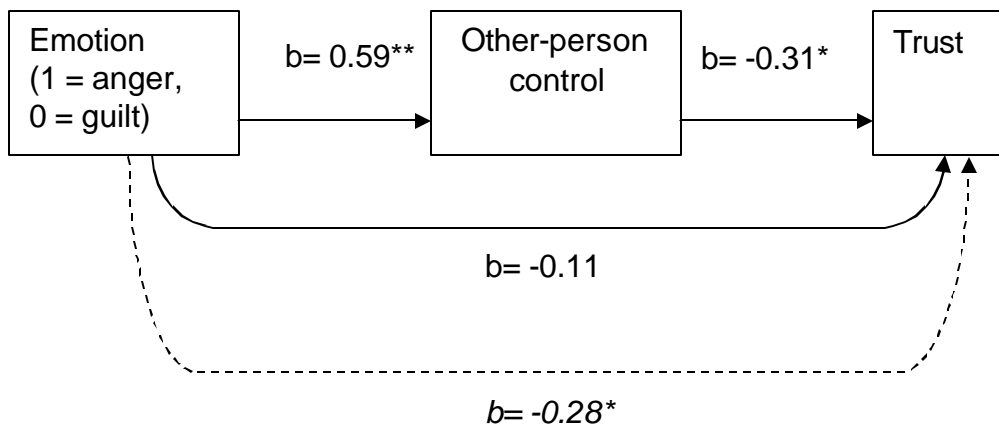 Emotion
(1 = anger,
0 = guilt)
b= 0.59**
Other-person
control
b= -0.31*
Trust
b= -0.11
b= -0.28*